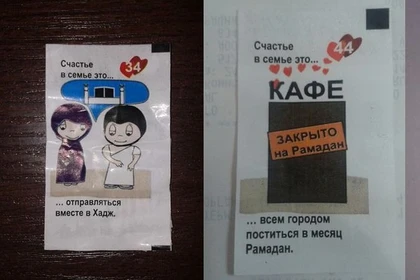 Счастье
в семье это...
34
... отправляться
вместе в Хадж.
Счастье
в семье это...
44
КАФЕ
ЗАКРЫТО
на Рамадан
... всем городом
поститься в месяц
Рамадан.